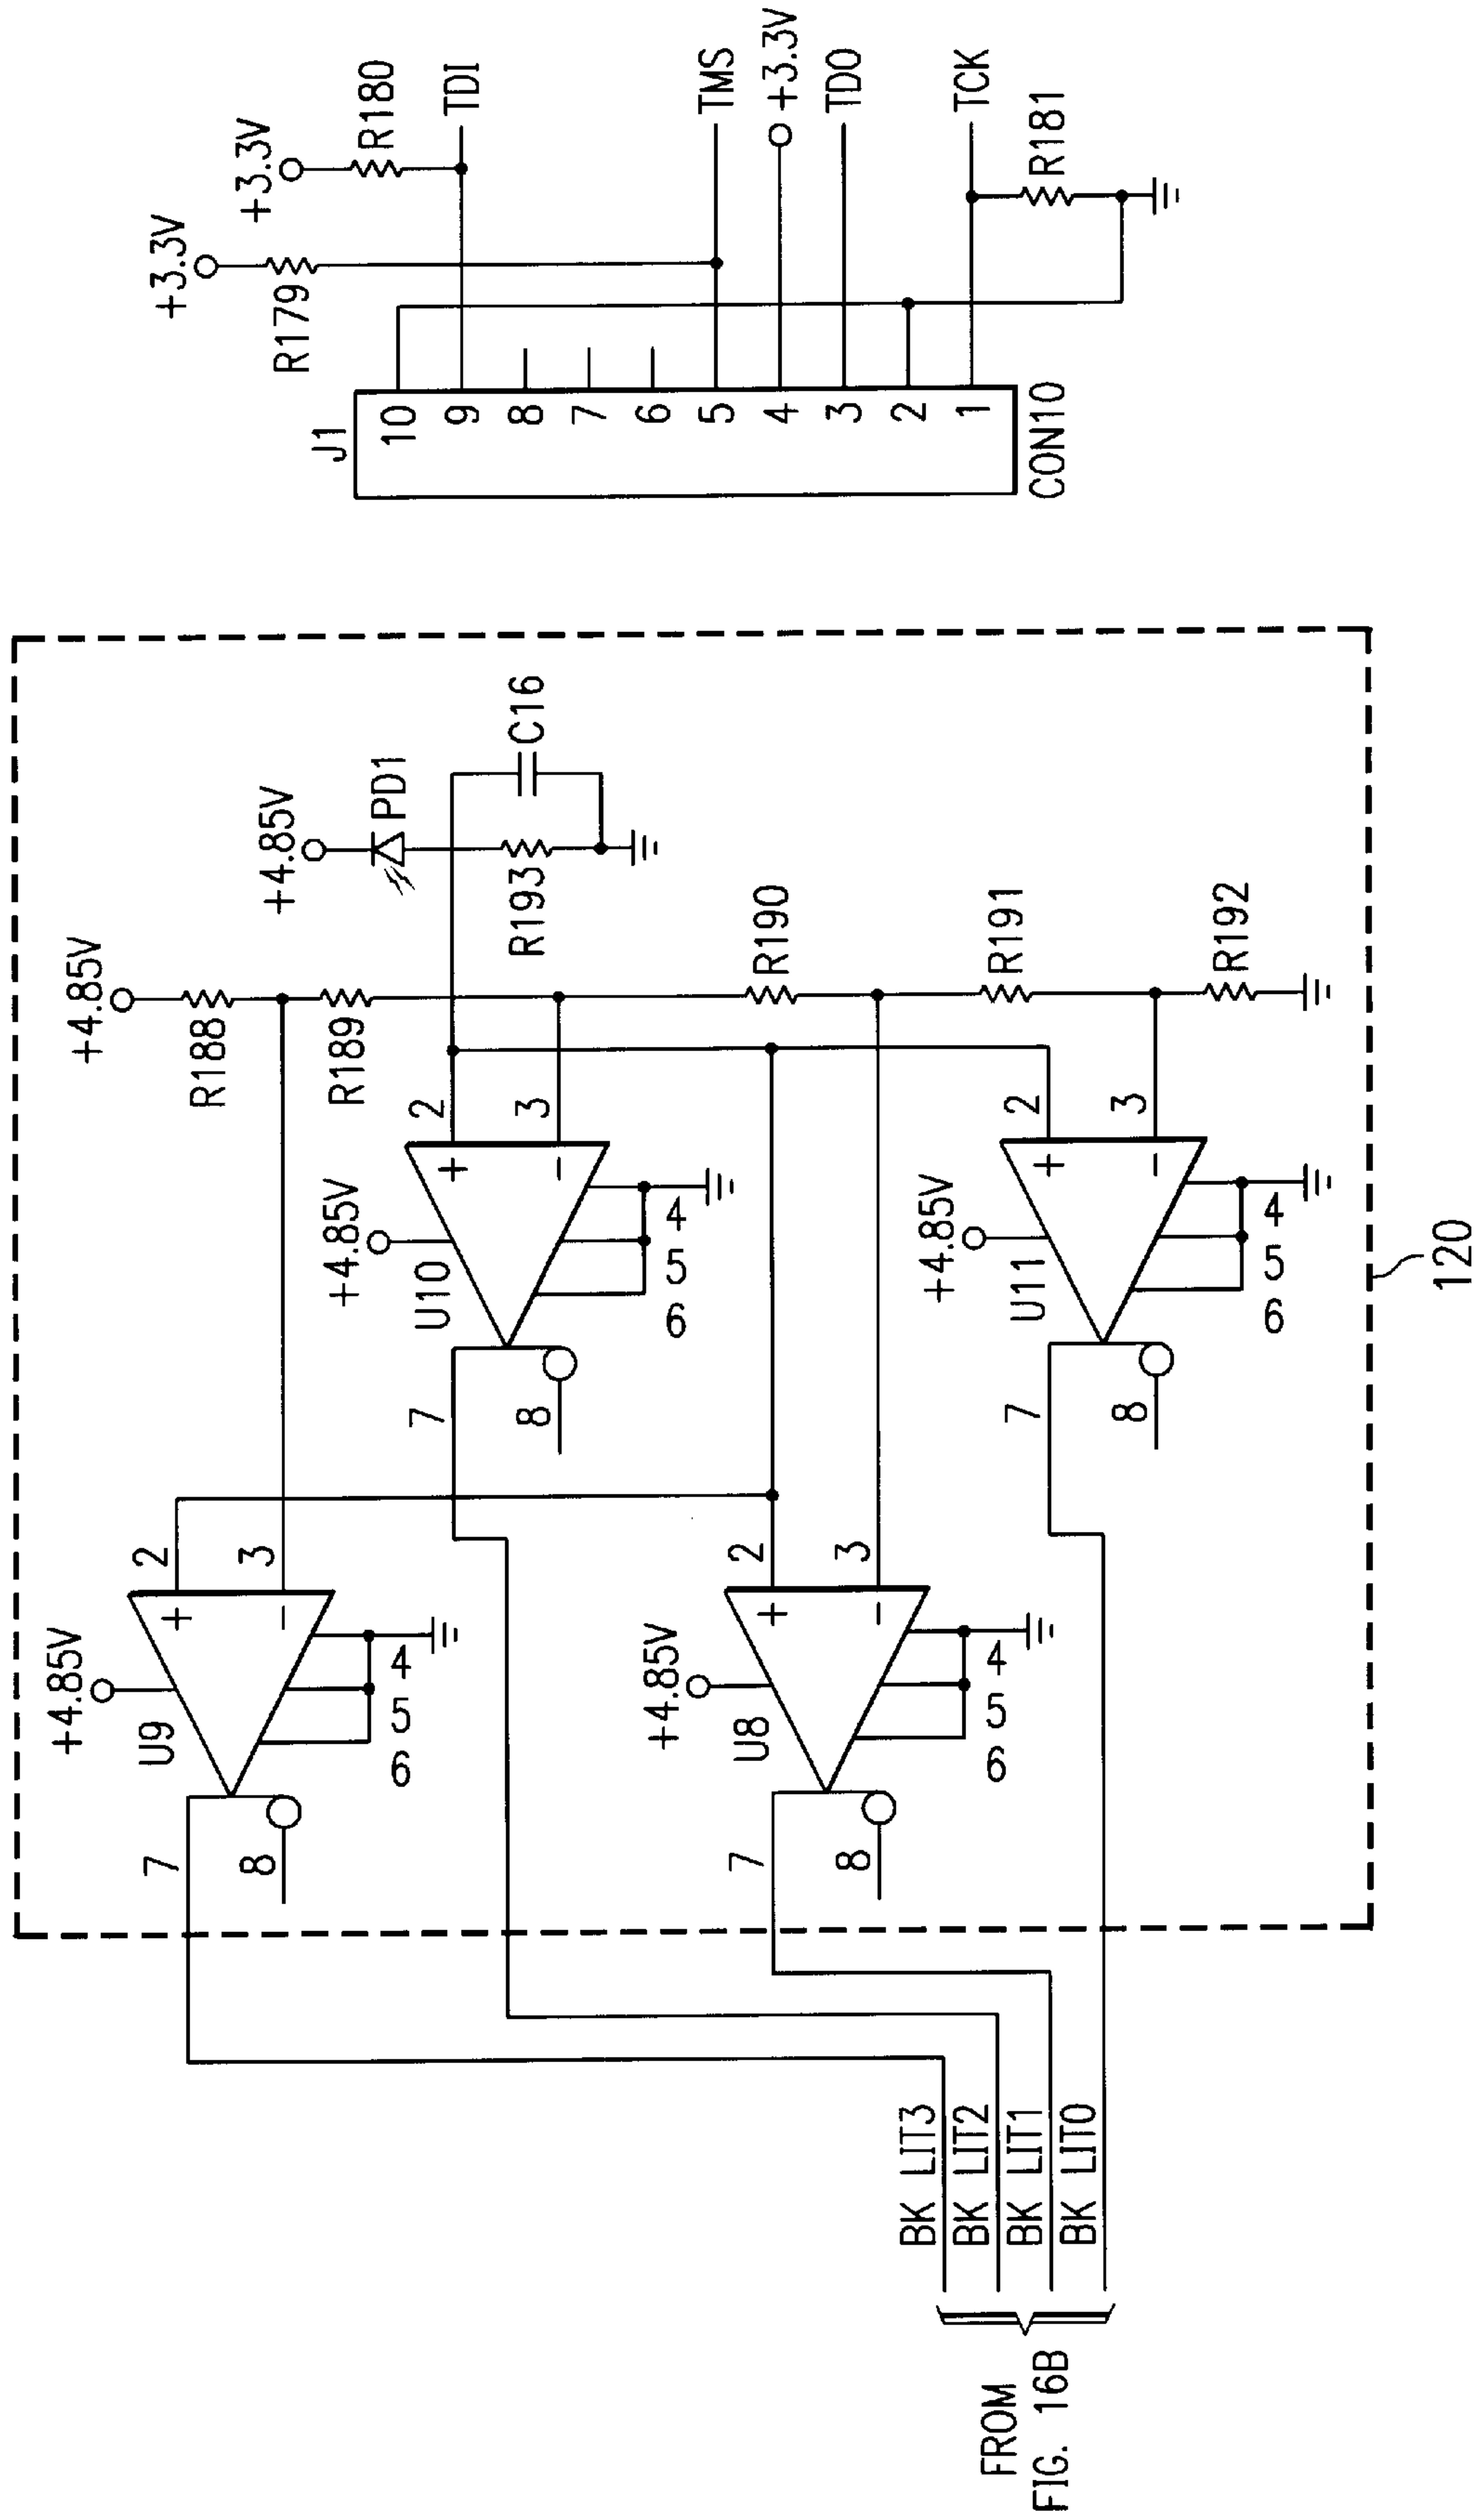 +4.85V
U9
2
3
+
-
4
5
6
7
8
+4.85V
R188
R189
+4.85V
U10
2
3
+
-
4
5
6
7
8
+4.85V
PD1
R193
C16
R190
R191
R192
+4.85V
U8
2
3
+
-
4
5
6
7
8
+4.85V
U11
2
3
+
-
4
5
6
7
8
120
BK LIT3
BK LIT2
BK LIT1
BK LIT0
FROM
FIG. 16B
+3.3V
R179
+3.3V
R180
J1
10
9
8
7
6
5
4
3
2
1
CON10
TDI
TMS
+3.3V
TDO
TCK
R181